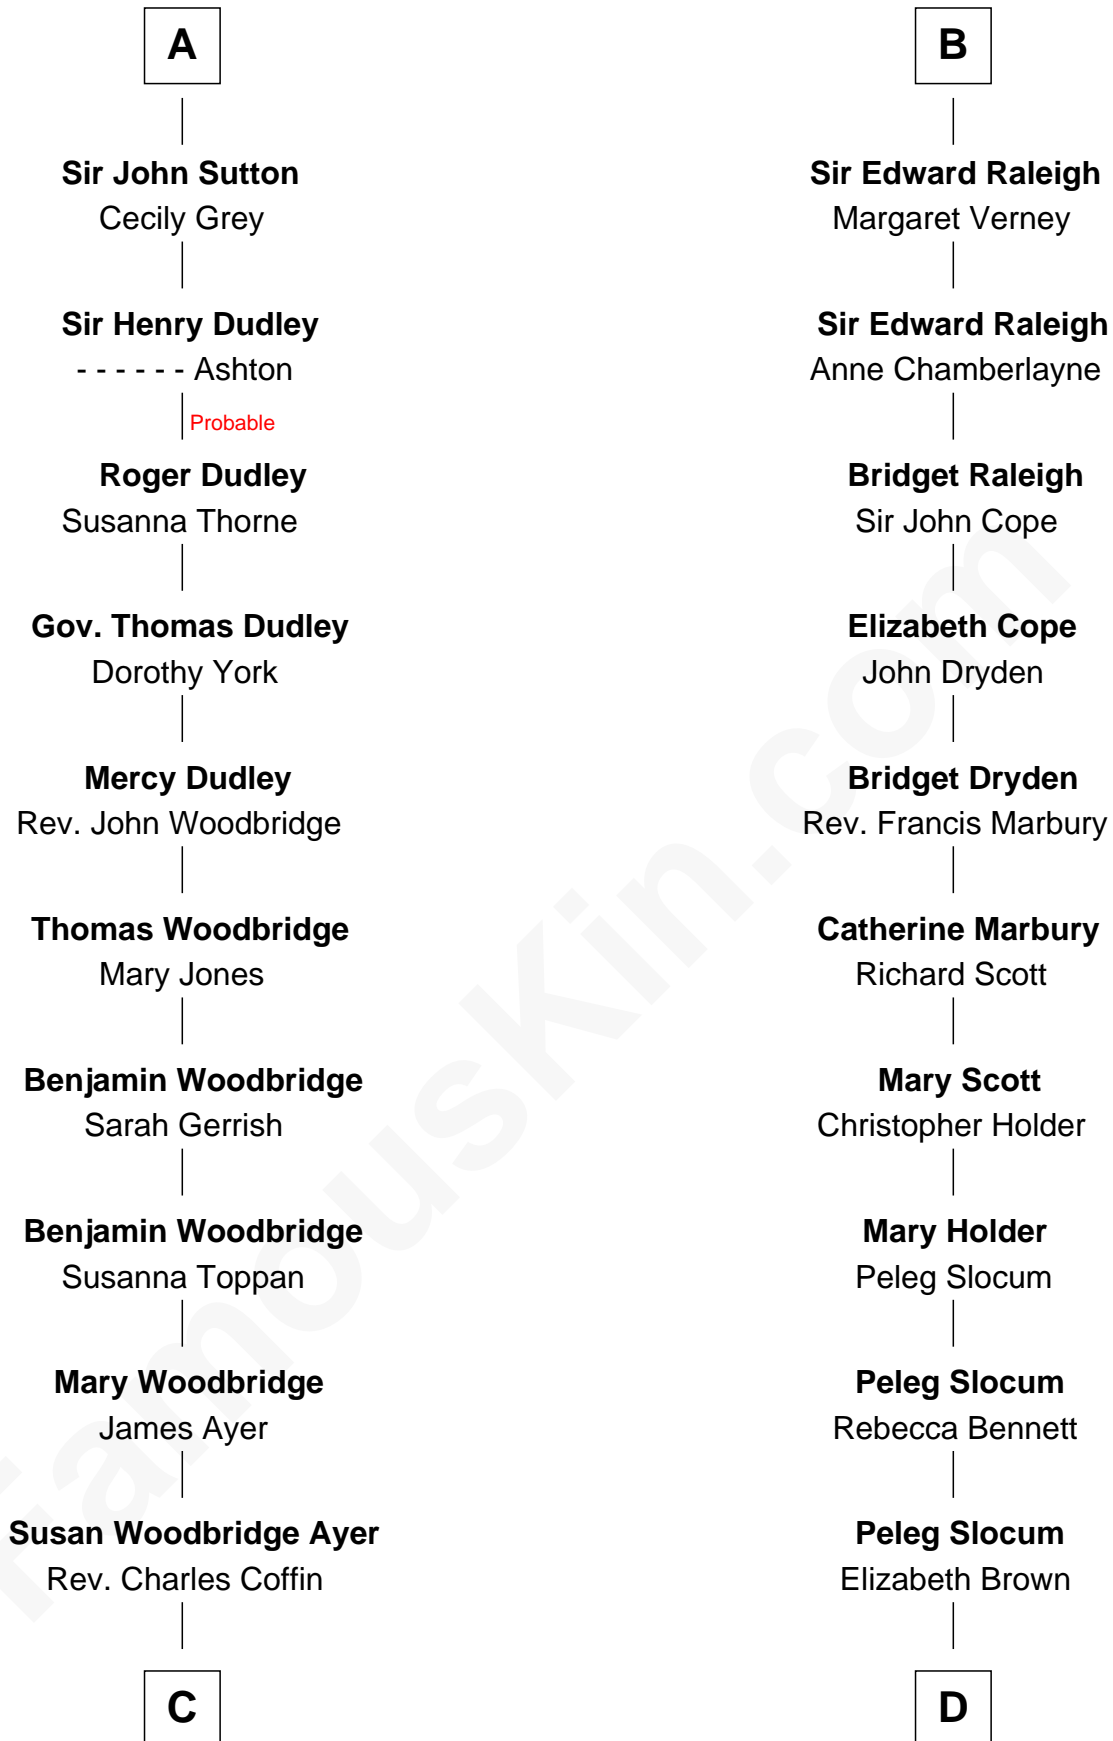 A
Sir John Sutton
Cecily Grey
Sir Henry Dudley
- - - - - - Ashton
Probable
Roger Dudley
Susanna Thorne
Gov. Thomas Dudley
Dorothy York
Mercy Dudley
Rev. John Woodbridge
Thomas Woodbridge
Mary Jones
Benjamin Woodbridge
Sarah Gerrish
Benjamin Woodbridge
Susanna Toppan
Mary Woodbridge
James Ayer
Susan Woodbridge Ayer
Rev. Charles Coffin
C
B
Sir Edward Raleigh
Margaret Verney
Sir Edward Raleigh
Anne Chamberlayne
Bridget Raleigh
Sir John Cope
Elizabeth Cope
John Dryden
Bridget Dryden
Rev. Francis Marbury
Catherine Marbury
Richard Scott
Mary Scott
Christopher Holder
Mary Holder
Peleg Slocum
Peleg Slocum
Rebecca Bennett
Peleg Slocum
Elizabeth Brown
D
FamousKin.com